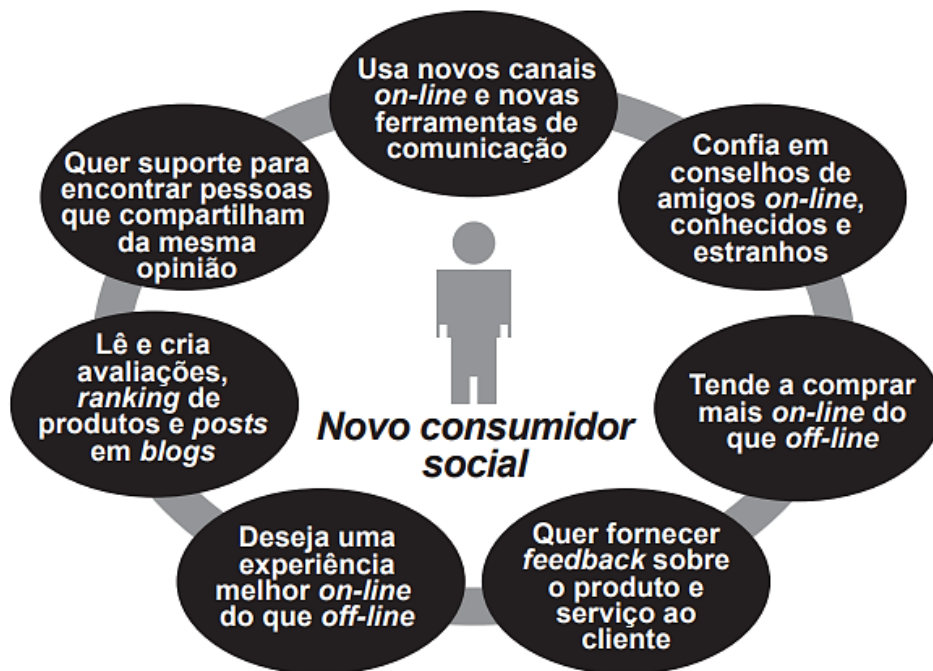 Usa novos canais
on-line e novas
ferramentas de
comunicação
Confia em
conselhos de
amigos on-line,
conhecidos e
estranhos
Tende a comprar
mais on-line do
que off-line
Quer fornecer
feedback sobre
o produto e
serviço ao
cliente
Deseja uma
experiência
melhor on-line
do que off-line
Lê e cria
avaliações,
ranking de
produtos e posts
em blogs
Quer suporte para
encontrar pessoas
que compartilham
da mesma
opinião
Novo consumidor
social